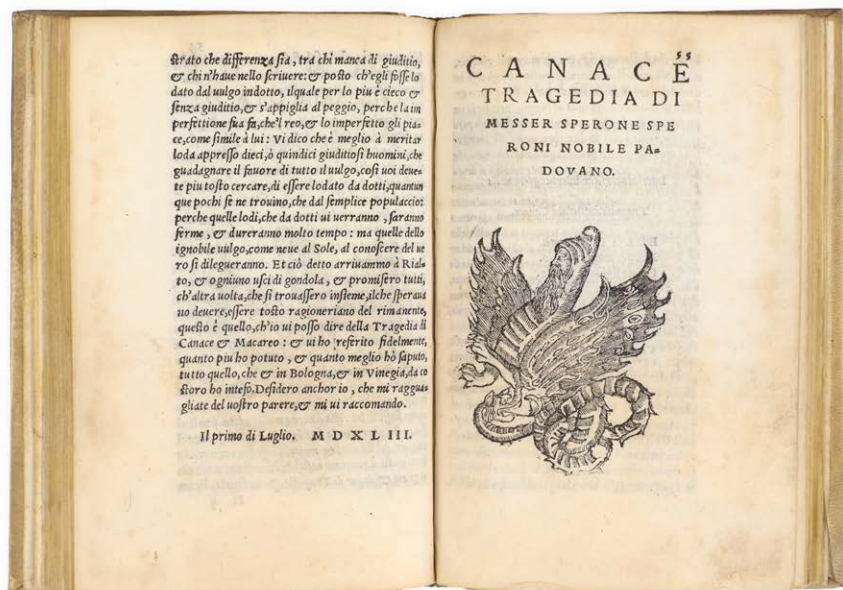 ſtrato che differenza ſia, tra chi manca di giuditio,
& chi n'haue nello ſcriuere: & poſto ch'egli foſſe lo
dato dal uulgo indotto, ilquale per lo piu è cieco &
ſenza giuditio, & s'appiglia al peggio, perche la im
perfettione ſua fa, che'l reo, & lo imperfetto gli pia-
ce, come ſimile à lui: Vi dico che è meglio à meritar
loda appreſſo dieci, ò quindici giuditioſi huomini, che
guadagnare il fauore di tutto il uulgo, coſi uoi deue-
te piu toſto cercare, di eſſere lodato da dotti, quantun
que pochi ſe ne trouino, che dal ſemplice populaccio:
perche quelle lodi, che da dotti ui uerranno, ſaranno
ferme, & dureranno molto tempo: ma quelle dello
ignobile uulgo, come neue al Sole, al conoſcere del ue
ro ſi dilegueranno. Et ciò detto arriuammo à Rial-
to, & ogniuno uſci di gondola, & promiſero tutti,
ch'altra uolta, che ſi trouaſſero inſieme, ilche ſperaua
no deuere, eſſere toſto ragioneriano del rimanente,
queſto è quello, ch'io ui poſſo dire della Tragedia di
Canace & Macareo: & ui ho referito fidelmente,
quanto piu ho potuto, & quanto meglio hò ſaputo,
tutto quello, che & in Bologna, & in Vinegia, da co
ſtoro ho inteſo. Deſidero anchor io, che mi raggua-
gliate del uoſtro parere, & mi ui raccomando.
Il primo di Luglio. M D X L III.
55
CANACE
TRAGEDIA DI
MESSER SPERONE SPE
RONI NOBILE PA-
DOVANO.